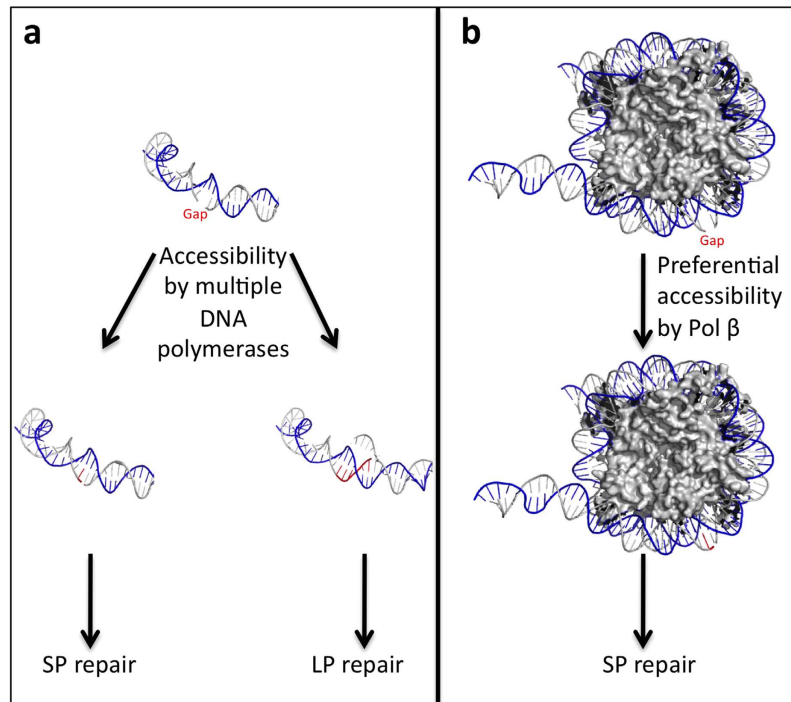 a
Gap
Accessibility
by multiple
DNA
polymerases
SP repair
LP repair
b
Gap
Preferential
accessibility
by Pol β
SP repair